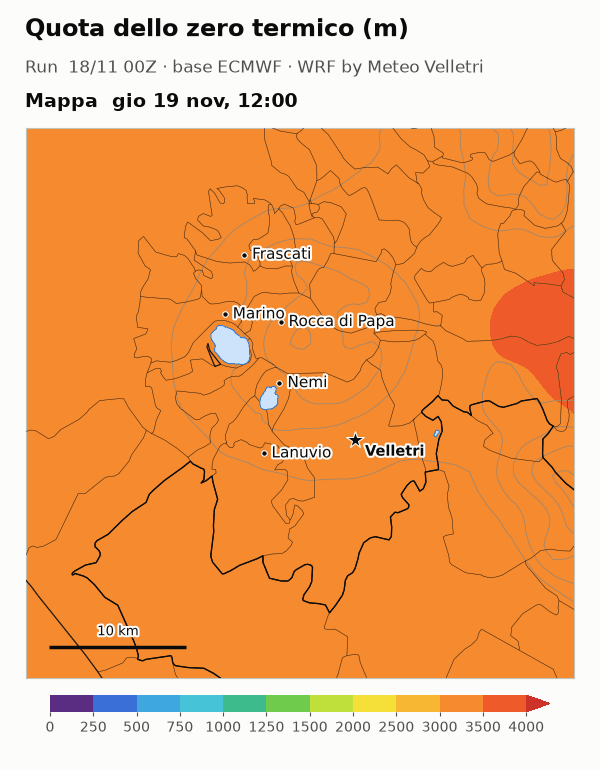 Quota dello zero termico (m)
Run  18/11 00Z · base ECMWF · WRF by Meteo Velletri
Mappa  gio 19 nov, 12:00
Frascati
Marino
Rocca di Papa
Nemi
Velletri
Lanuvio
10 km
0 250 500 750 1000 1250 1500 2000 2500 3000 3500 4000